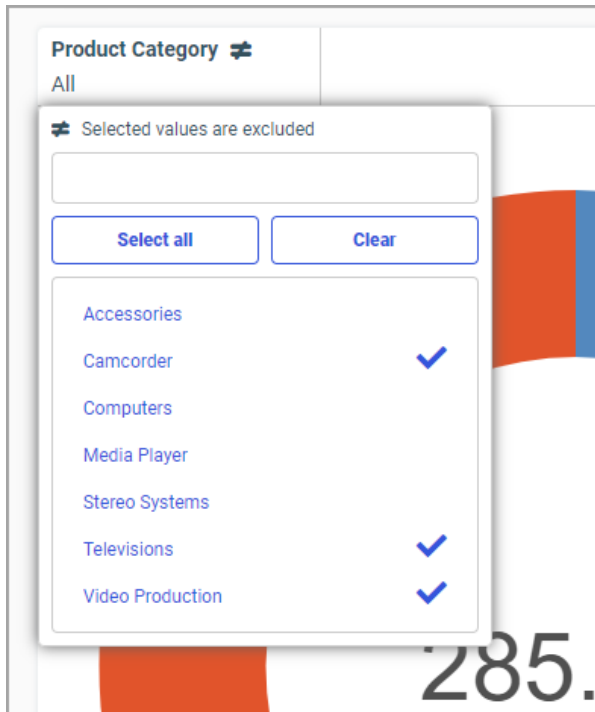 Product Category
All
Selected values are excluded
Select all
Clear
Accessories
Camcorder
Computers
Media Player
Stereo Systems
Televisions
Video Production
285.